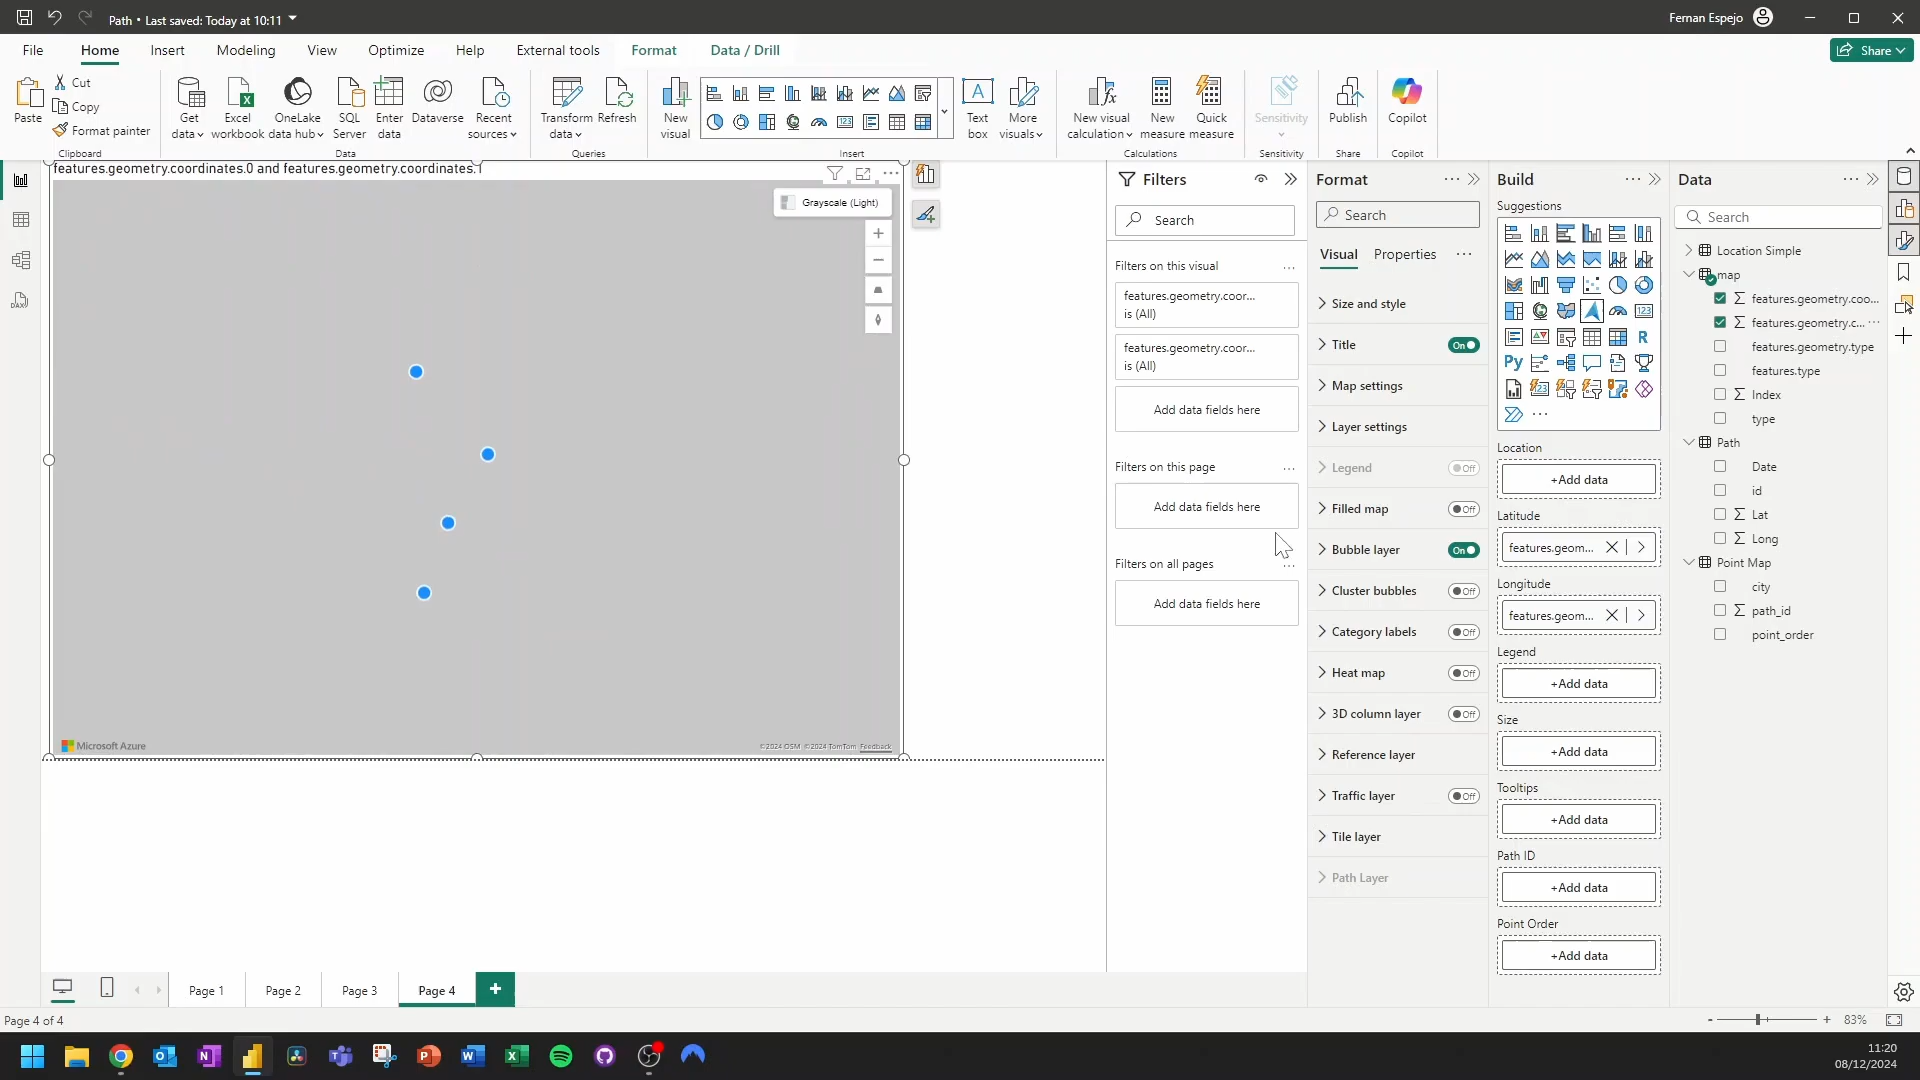 Path • Last saved: Today at 10:11
Fernan Espejo
File
Home
Insert
Modeling
View
Optimize
Help
External tools
Format
Data / Drill
Share
Paste
Cut
Copy
Format painter
Clipboard
Get
data
Excel
workbook
OneLake
data hub
SQL
Server
Enter
data
Dataverse
Recent
sources
Data
Transform
data
Refresh
Queries
New
visual
Text
box
More
visuals
Insert
New visual
calculation
New
measure
Quick
measure
Calculations
Sensitivity
Sensitivity
Publish
Share
Copilot
Copilot
features.geometry.coordinates.0 and features.geometry.coordinates.1
Grayscale (Light)
Microsoft Azure
©2024 OSM ©2024 TomTom Feedback
Filters
Search
Filters on this visual
features.geometry.coor...
is (All)
features.geometry.coor...
is (All)
Add data fields here
Filters on this page
Add data fields here
Filters on all pages
Add data fields here
Format
Search
Visual
Properties
Size and style
Title
On
Map settings
Layer settings
Legend
Off
Filled map
Off
Bubble layer
On
Cluster bubbles
Off
Category labels
Off
Heat map
Off
3D column layer
Off
Reference layer
Traffic layer
Off
Tile layer
Path Layer
Build
Suggestions
Location
+Add data
Latitude
features.geom...
Longitude
features.geom...
Legend
+Add data
Size
+Add data
Tooltips
+Add data
Path ID
+Add data
Point Order
+Add data
Data
Search
Location Simple
map
features.geometry.coo...
features.geometry.c...
features.geometry.type
features.type
Index
type
Path
Date
id
Lat
Long
Point Map
city
path_id
point_order
Page 1
Page 2
Page 3
Page 4
Page 4 of 4
83%
11:20
08/12/2024